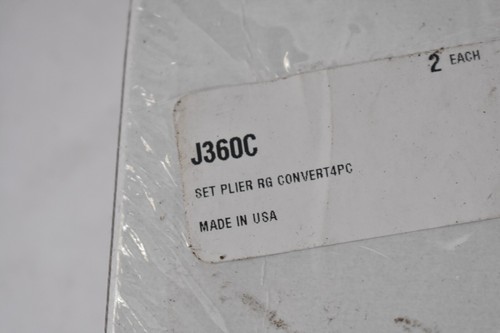 2 EACH
J360C
SET PLIER RG CONVERT4PC
MADE IN USA